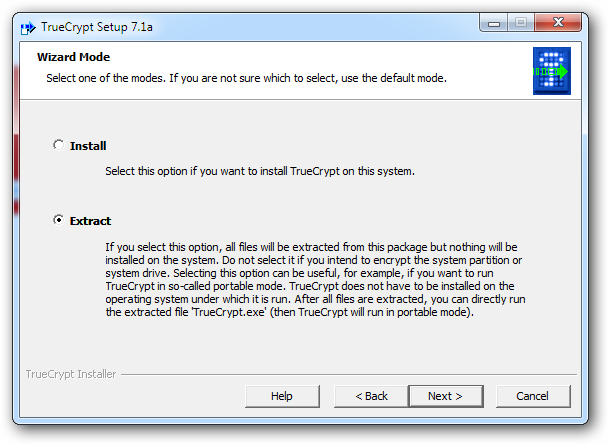 TrueCrypt Setup 7.1a
Wizard Mode
Select one of the modes. If you are not sure which to select, use the default mode.
Install
Select this option if you want to install TrueCrypt on this system.
Extract
If you select this option, all files will be extracted from this package but nothing will be
installed on the system. Do not select it if you intend to encrypt the system partition or
system drive. Selecting this option can be useful, for example, if you want to run
TrueCrypt in so-called portable mode. TrueCrypt does not have to be installed on the
operating system under which it is run. After all files are extracted, you can directly run
the extracted file 'TrueCrypt.exe' (then TrueCrypt will run in portable mode).
TrueCrypt Installer
Help < Back Next > Cancel